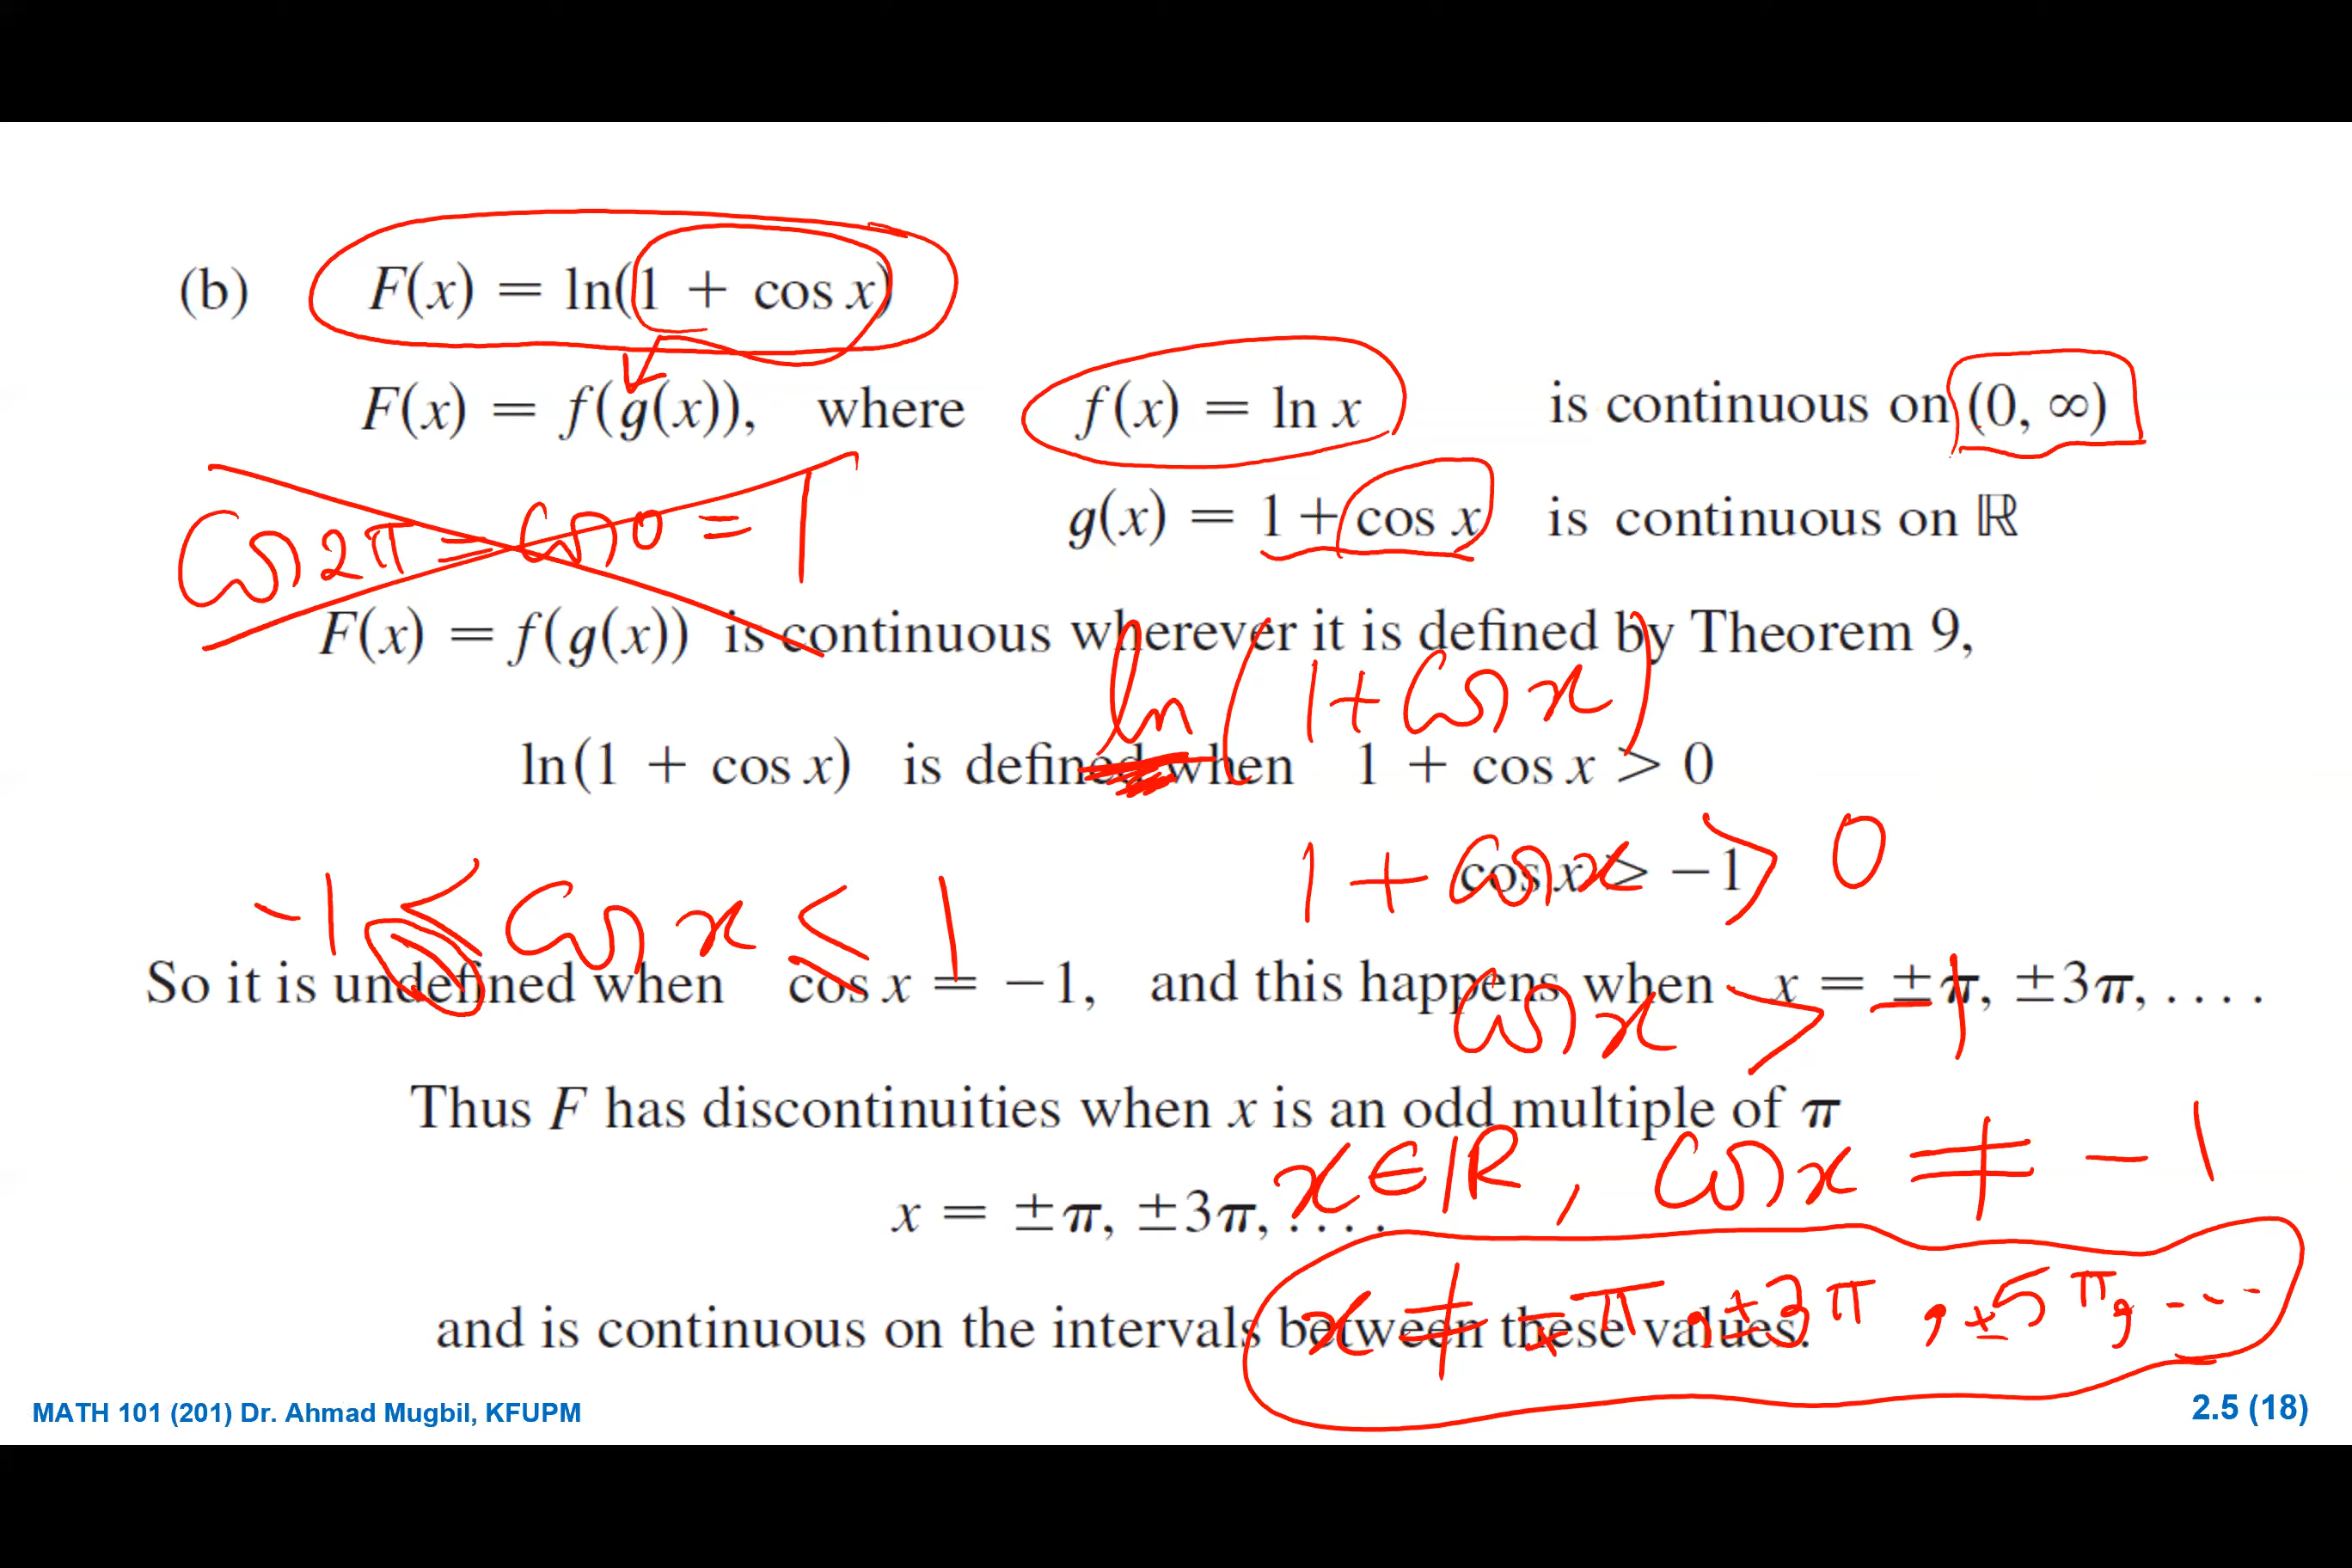 (b) F(x) = ln(1 + cos x)
F(x) = f(g(x)), where f(x) = ln x is continuous on (0, ∞)
g(x) = 1 + cos x is continuous on ℝ
cos 2π = cos 0 = 1
F(x) = f(g(x)) is continuous wherever it is defined by Theorem 9,
ln(1 + cos x)
ln(1 + cos x) is defined when 1 + cos x > 0
cos x > −1
1 + cos x > 0
-1 ≤ cos x ≤ 1
So it is undefined when cos x = −1, and this happens when x = ±π, ±3π, . . . .
cos x > -1
Thus F has discontinuities when x is an odd multiple of π
x ∈ ℝ, cos x ≠ -1
x = ±π, ±3π, . . . .
and is continuous on the intervals between these values.
x ≠ ±π, ±3π, ±5π, ---
MATH 101 (201) Dr. Ahmad Mugbil, KFUPM
2.5 (18)